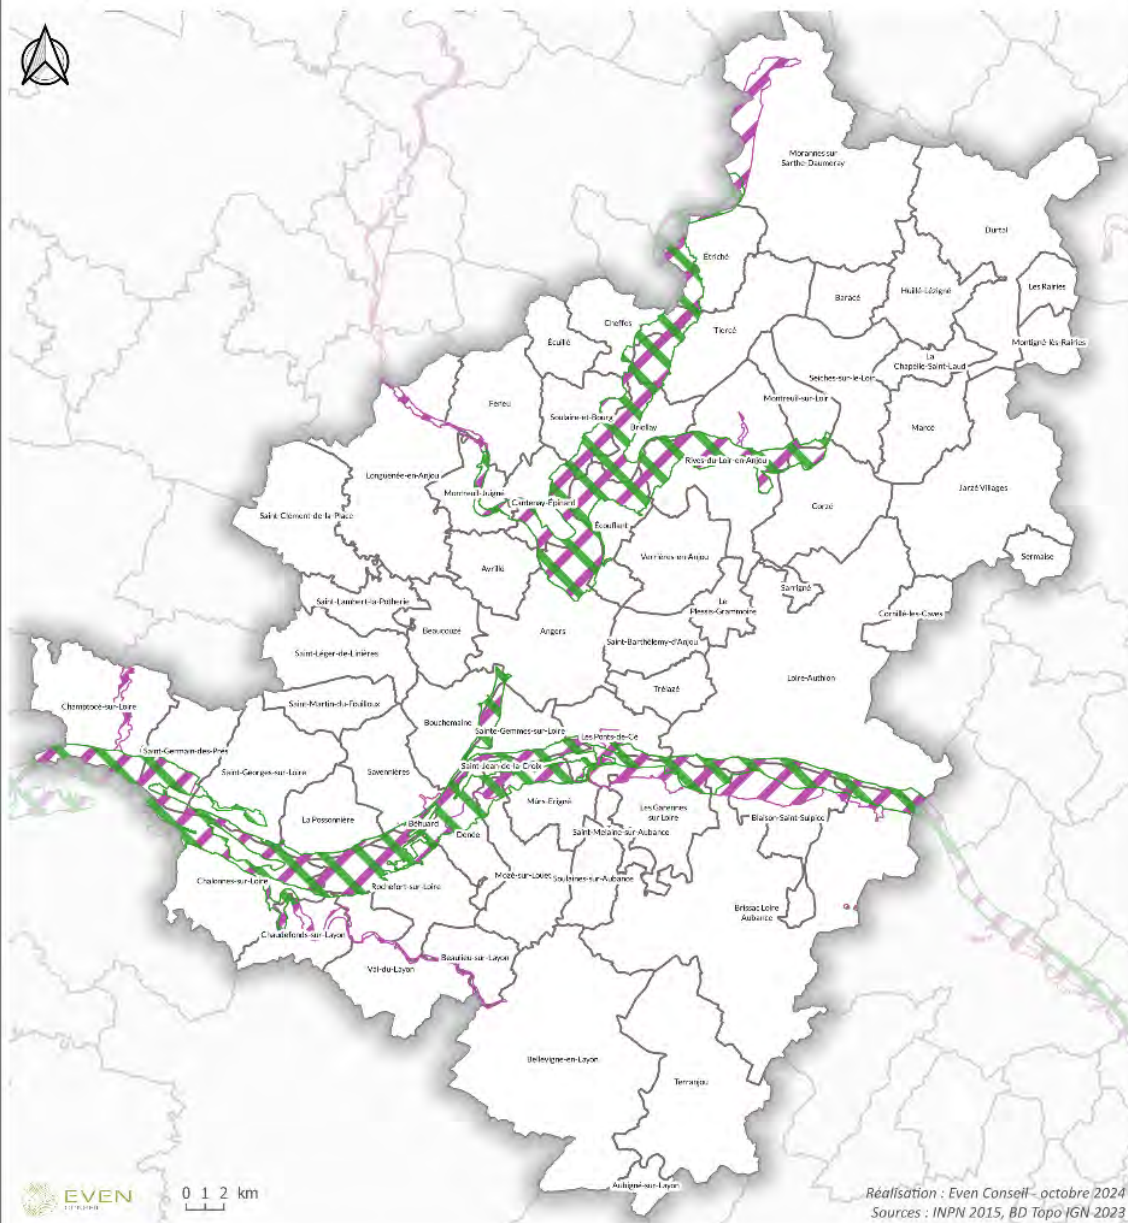 Morannes sur
Sarthe-Daumeray
Durtal
Étriché
Les Rairies
Huillé-Lézigné
Baracé
Cheffes
Tiercé
Écuillé
Montigné-lès-Rairies
La
Chapelle-Saint-Laud
Seiches-sur-le-Loir
Feneu
Montreuil-sur-Loir
Soulaire-et-Bourg
Briollay
Marcé
Rives-du-Loir-en-Anjou
Longuenée-en-Anjou
Jarzé Villages
Montreuil-Juigné
Cantenay-Épinard
Corzé
Saint-Clément-de-la-Place
Écouflant
Verrières-en-Anjou
Sermaise
Avrillé
Sarrigné
Saint-Lambert-la-Potherie
Le
Plessis-Grammoire
Cornillé-les-Caves
Beaucouzé
Angers
Saint-Barthélemy-d'Anjou
Saint-Léger-de-Linières
Loire-Authion
Trélazé
Saint-Martin-du-Fouilloux
Champtocé-sur-Loire
Bouchemaine
Sainte-Gemmes-sur-Loire
Les Ponts-de-Cé
Saint-Germain-des-Prés
Saint-Jean-de-la-Croix
Saint-Georges-sur-Loire
Savennières
Mûrs-Erigné
Les Garennes
sur Loire
La Possonnière
Béhuard
Blaison-Saint-Sulpice
Denée
Saint-Melaine-sur-Aubance
Mozé-sur-Louet
Soulaines-sur-Aubance
Chalonnes-sur-Loire
Rochefort-sur-Loire
Brissac Loire
Aubance
Chaudefonds-sur-Layon
Beaulieu-sur-Layon
Val-du-Layon
Bellevigne-en-Layon
Terranjou
Aubigné-sur-Layon
EVEN
CONSEIL
0 1 2 km
Réalisation : Even Conseil - octobre 2024
Sources : INPN 2015, BD Topo IGN 2023